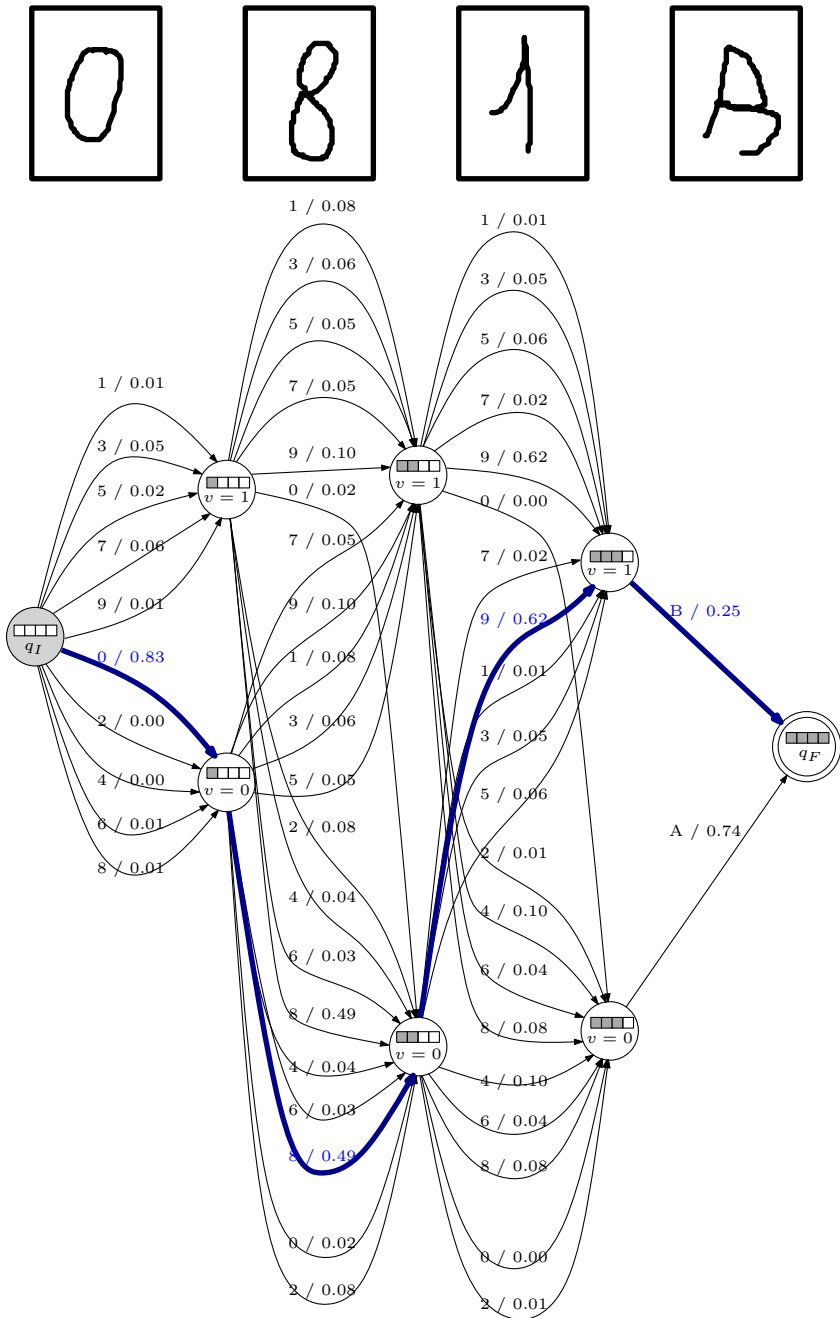 0 8 1 A
1 / 0.08
1 / 0.01
3 / 0.06
3 / 0.05
5 / 0.05
5 / 0.06
1 / 0.01
7 / 0.05
7 / 0.02
3 / 0.05
9 / 0.10
9 / 0.62
5 / 0.02
v = 1
v = 1
0 / 0.02
0 / 0.00
7 / 0.06
7 / 0.05
7 / 0.02
v = 1
9 / 0.01
9 / 0.10
9 / 0.62
B / 0.25
q_I
0 / 0.83
1 / 0.08
1 / 0.01
2 / 0.00
3 / 0.06
3 / 0.05
q_F
4 / 0.00
v = 0
5 / 0.05
5 / 0.06
6 / 0.01
2 / 0.08
A / 0.74
8 / 0.01
2 / 0.01
4 / 0.04
4 / 0.10
6 / 0.03
6 / 0.04
8 / 0.49
8 / 0.08
v = 0
v = 0
4 / 0.04
4 / 0.10
6 / 0.03
6 / 0.04
8 / 0.49
8 / 0.08
0 / 0.02
0 / 0.00
2 / 0.08
2 / 0.01